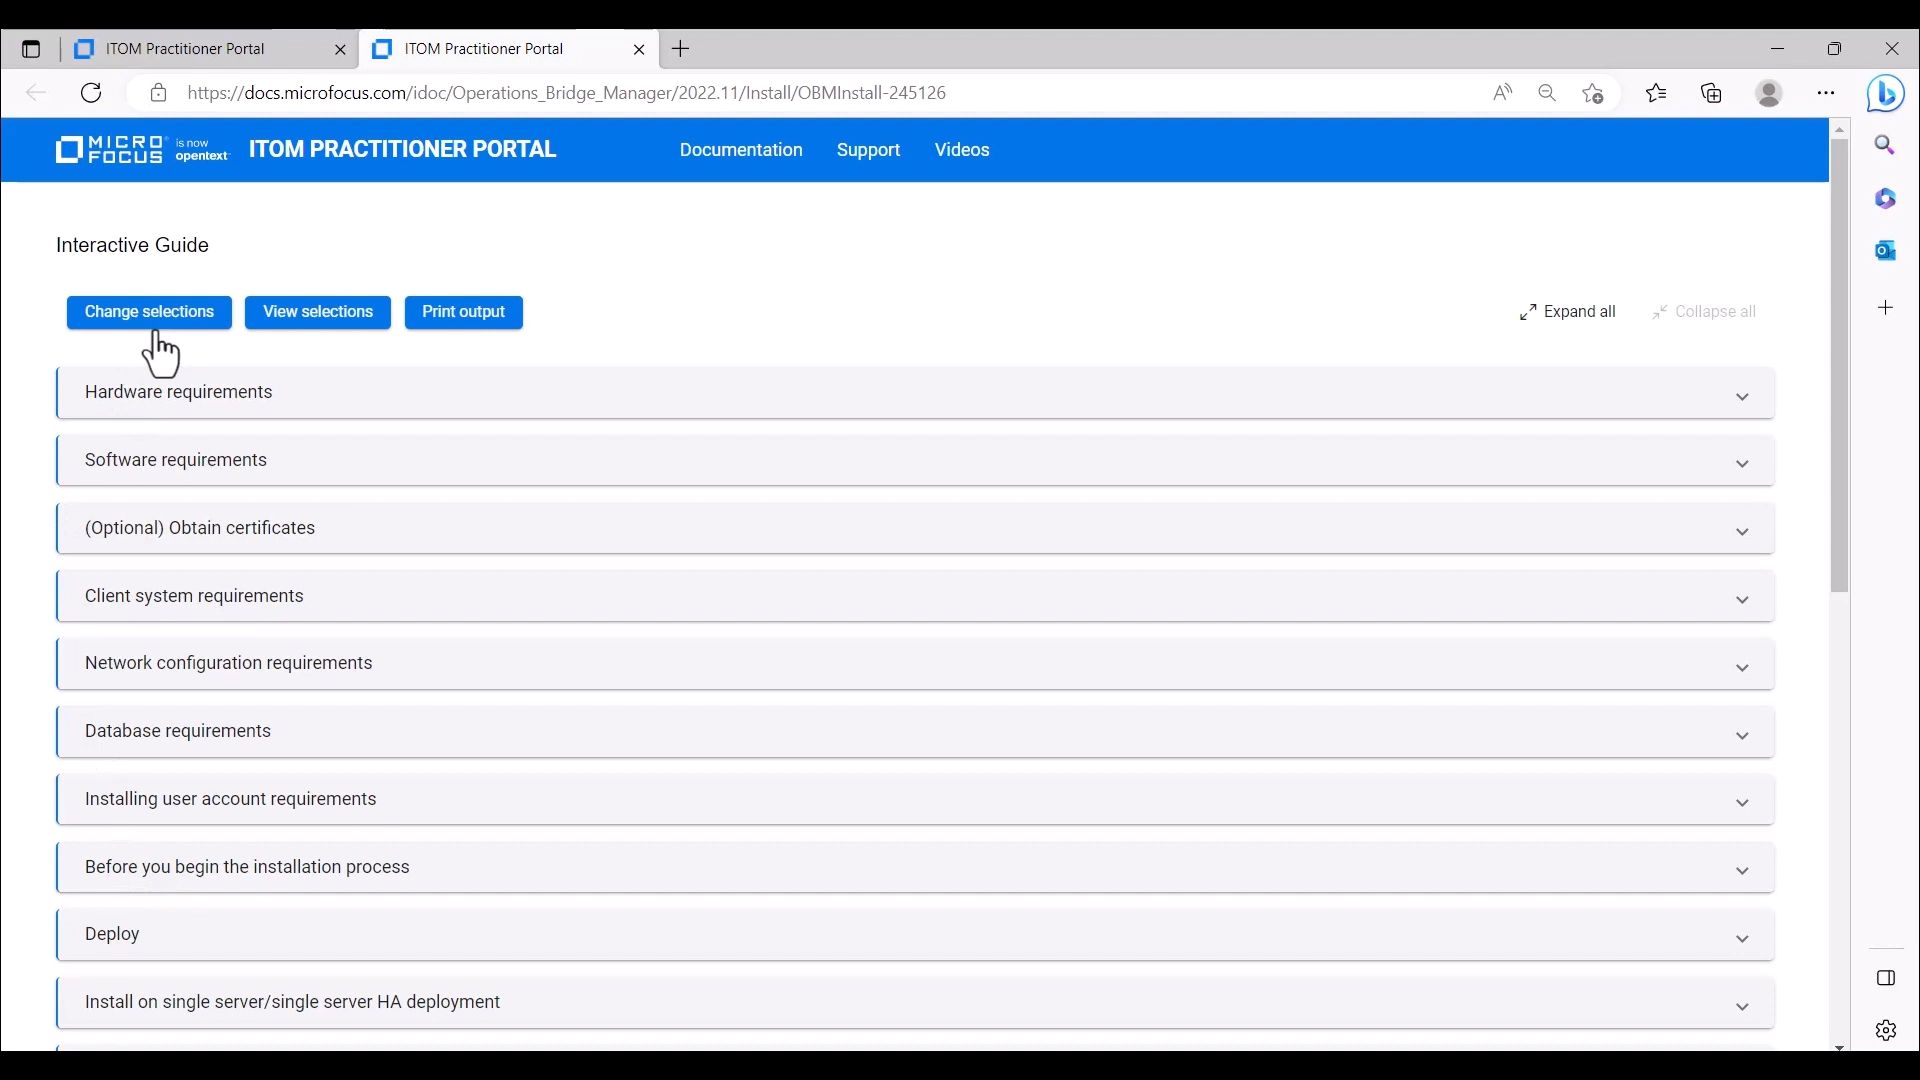 ITOM Practitioner Portal
ITOM Practitioner Portal
https://docs.microfocus.com/idoc/Operations_Bridge_Manager/2022.11/Install/OBMInstall-245126
MICRO FOCUS is now opentext
ITOM PRACTITIONER PORTAL
Documentation Support Videos
Interactive Guide
Change selections View selections Print output Expand all Collapse all
Hardware requirements
Software requirements
(Optional) Obtain certificates
Client system requirements
Network configuration requirements
Database requirements
Installing user account requirements
Before you begin the installation process
Deploy
Install on single server/single server HA deployment